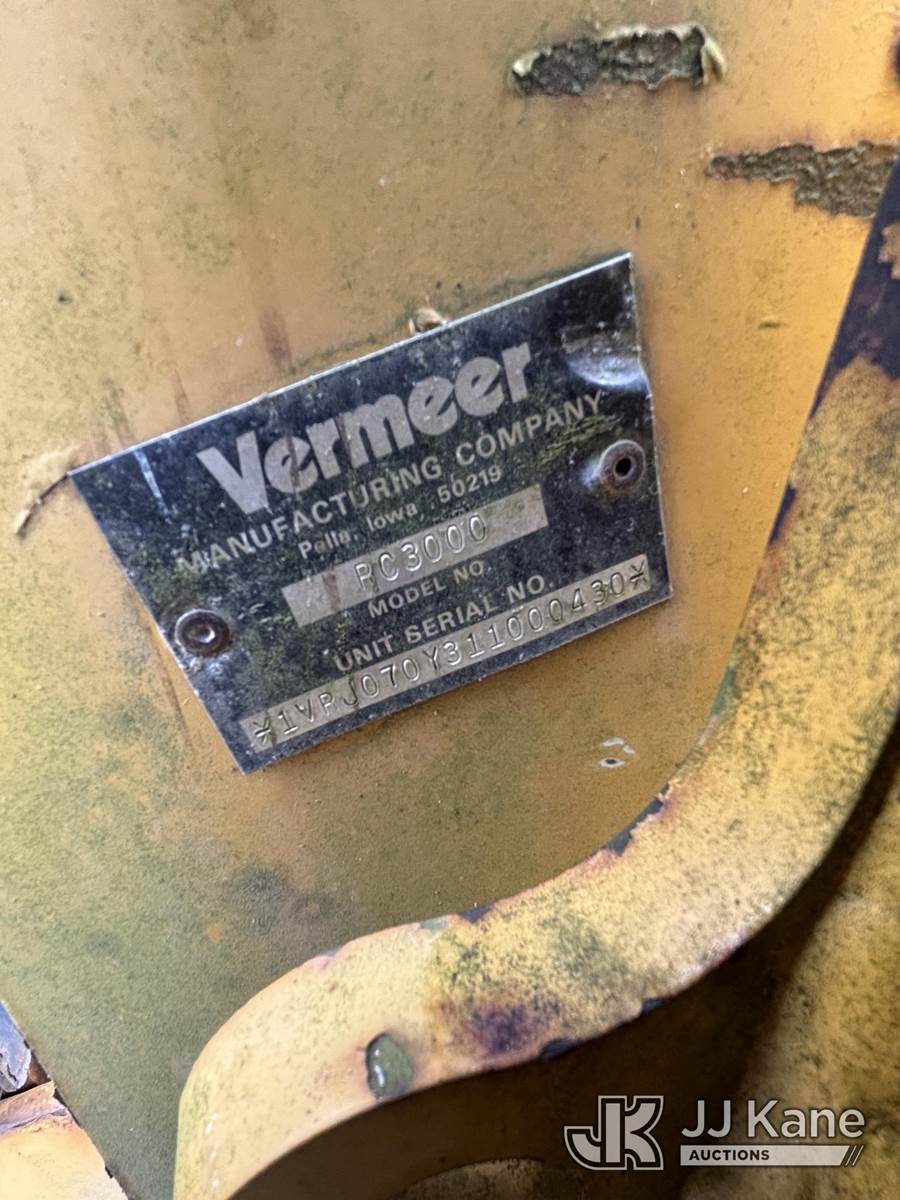 Vermeer
MANUFACTURING COMPANY
Pella, Iowa, 50219
RC3000
MODEL NO.
UNIT SERIAL NO.
*1VRJ070Y311000430*
JK JJ Kane
AUCTIONS